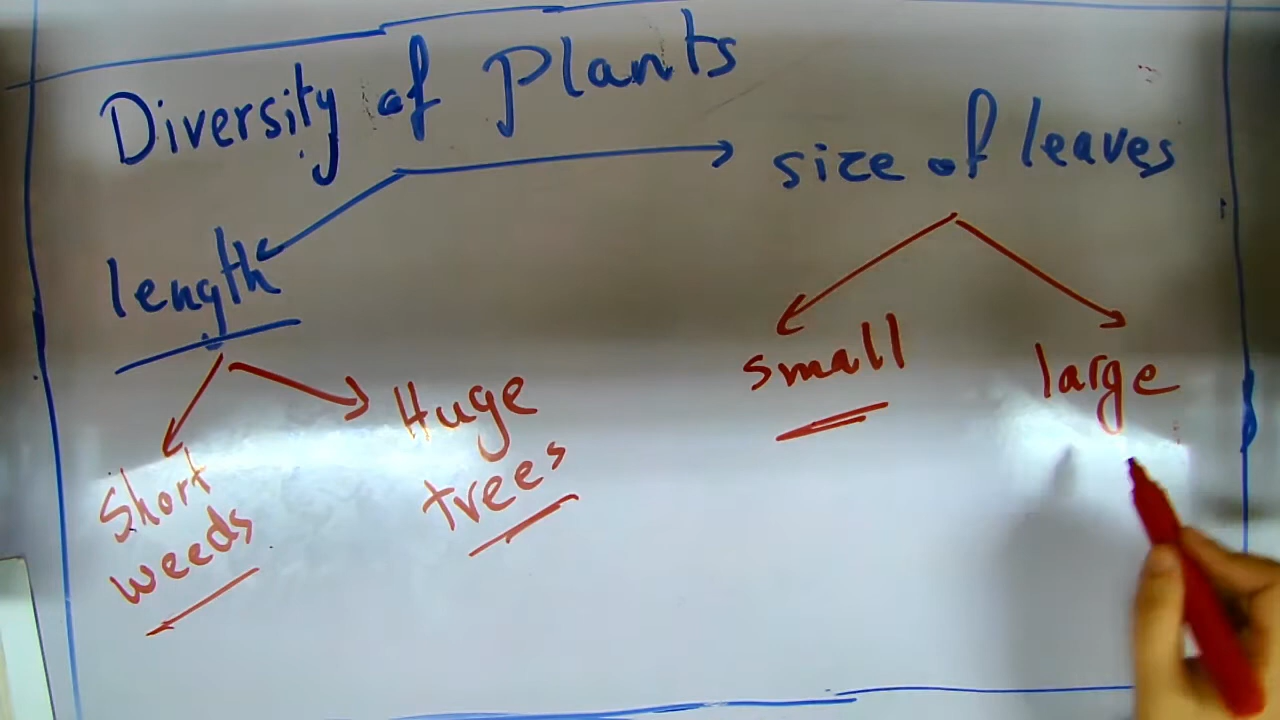 Diversity of Plants
size of leaves
length
small
large
Huge
trees
Short
weeds